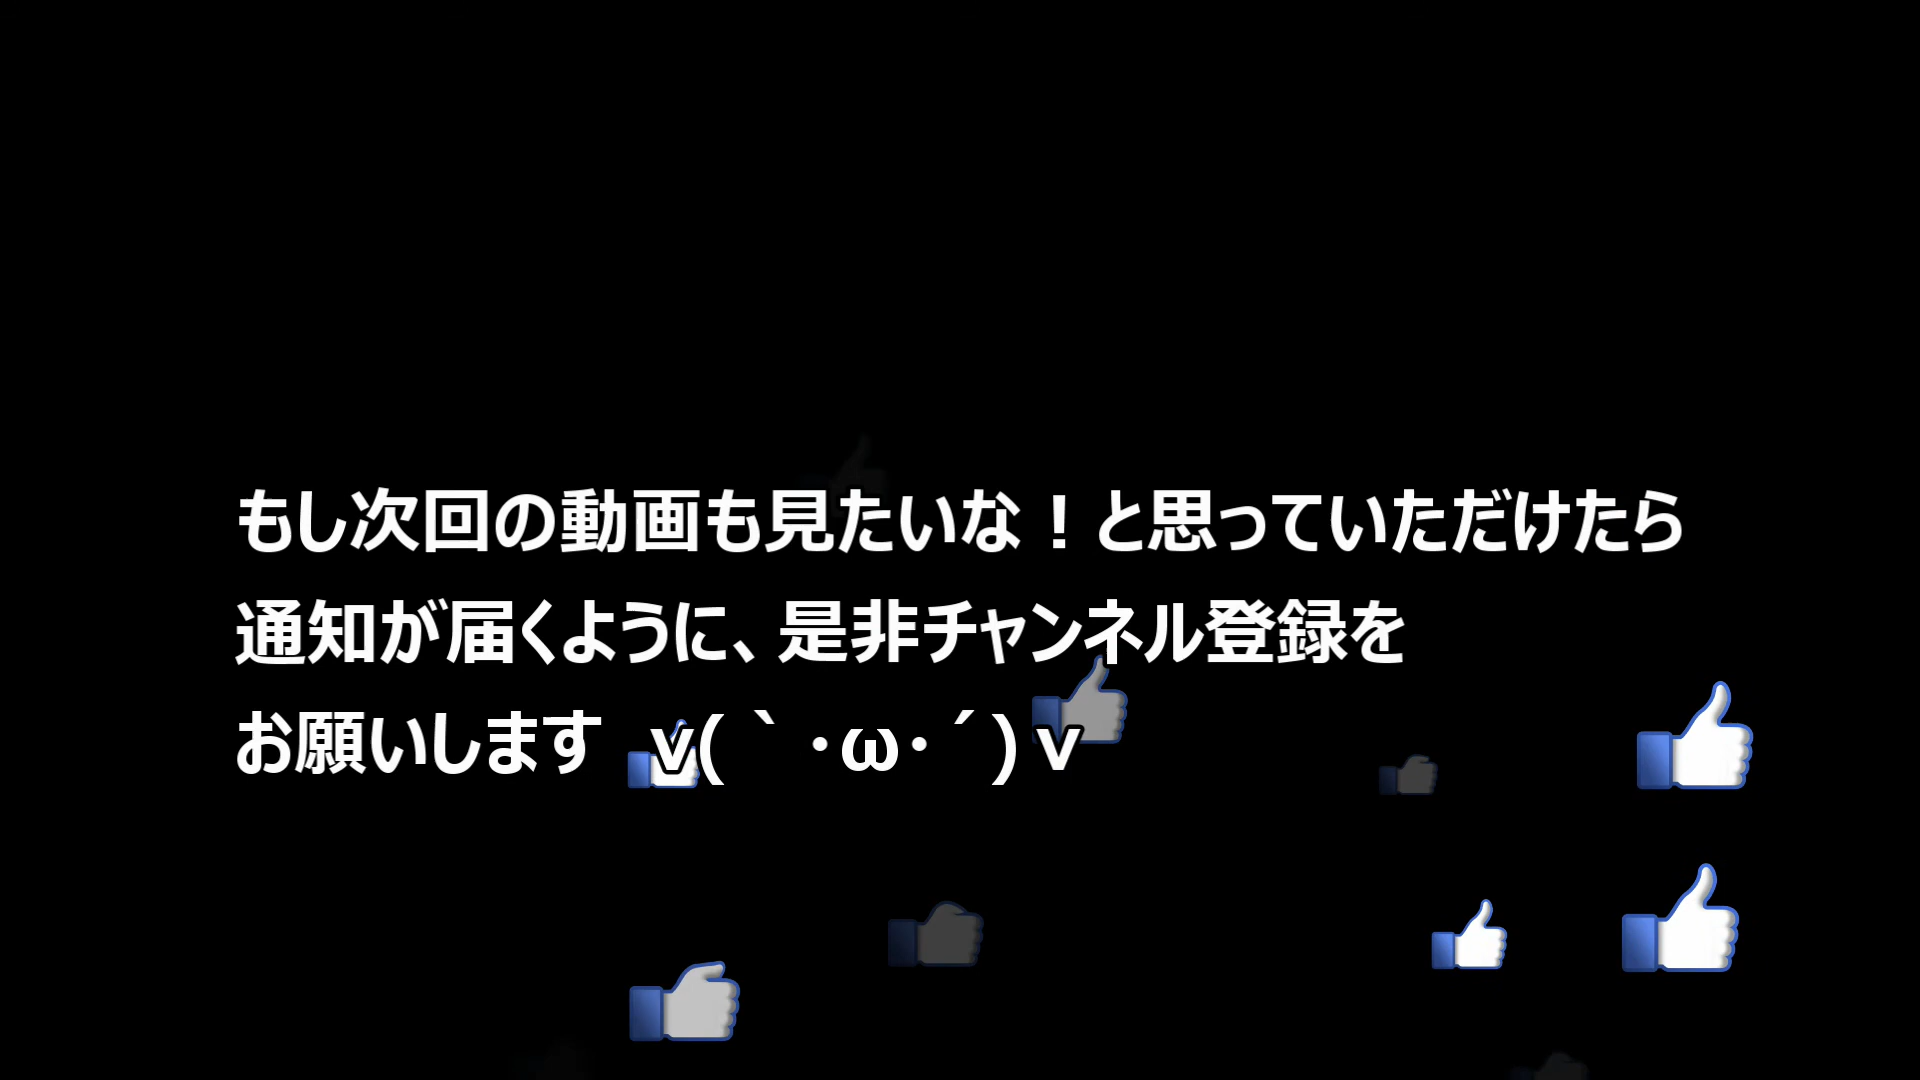 もし次回の動画も見たいな！と思っていただけたら
通知が届くように、是非チャンネル登録を
お願いします　v(｀・ω・´)v